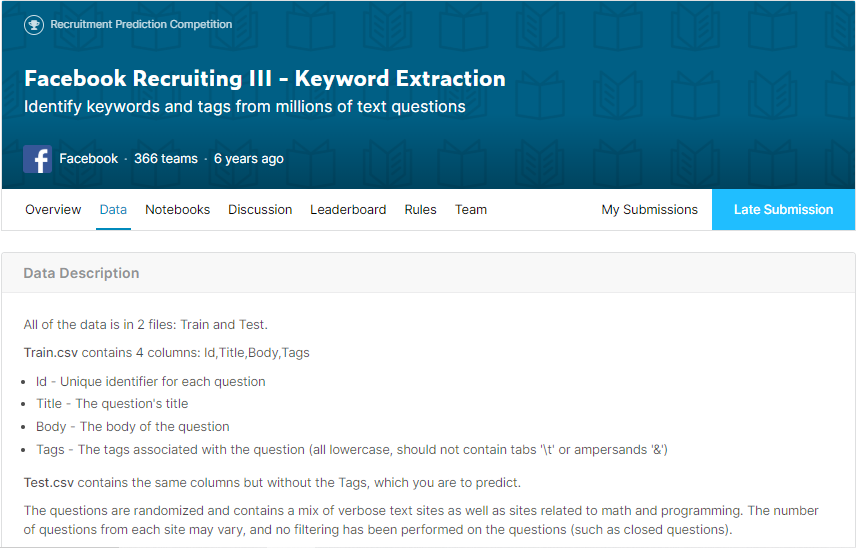 Recruitment Prediction Competition
Facebook Recruiting III - Keyword Extraction
Identify keywords and tags from millions of text questions
Facebook · 366 teams · 6 years ago
Overview Data Notebooks Discussion Leaderboard Rules Team My Submissions Late Submission
Data Description
All of the data is in 2 files: Train and Test.
Train.csv contains 4 columns: Id,Title,Body,Tags
• Id - Unique identifier for each question
• Title - The question's title
• Body - The body of the question
• Tags - The tags associated with the question (all lowercase, should not contain tabs '\t' or ampersands '&')
Test.csv contains the same columns but without the Tags, which you are to predict.
The questions are randomized and contains a mix of verbose text sites as well as sites related to math and programming. The number
of questions from each site may vary, and no filtering has been performed on the questions (such as closed questions).